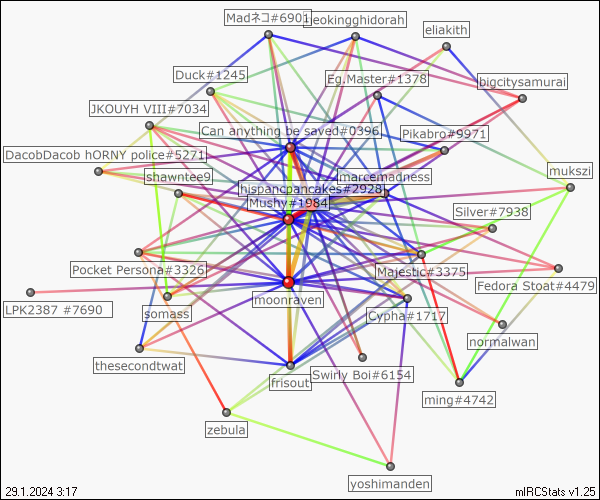 Madネコ#6901
neokingghidorah
eliakith
Duck#1245
Eg.Master#1378
bigcitysamurai
JKOUYH VIII#7034
Can anything be saved#0396
Pikabro#9971
DacobDacob hORNY police#5271
shawntee9
marcemadness
mukszi
hispancpancakes#2928
Mushy#1984
Silver#7938
Pocket Persona#3326
Majestic#3375
Fedora Stoat#4479
LPK2387 #7690
somass
moonraven
Cypha#1717
normalwan
thesecondtwat
frisout
Swirly Boi#6154
ming#4742
zebula
yoshimanden
29.1.2024 3:17
mIRCStats v1.25